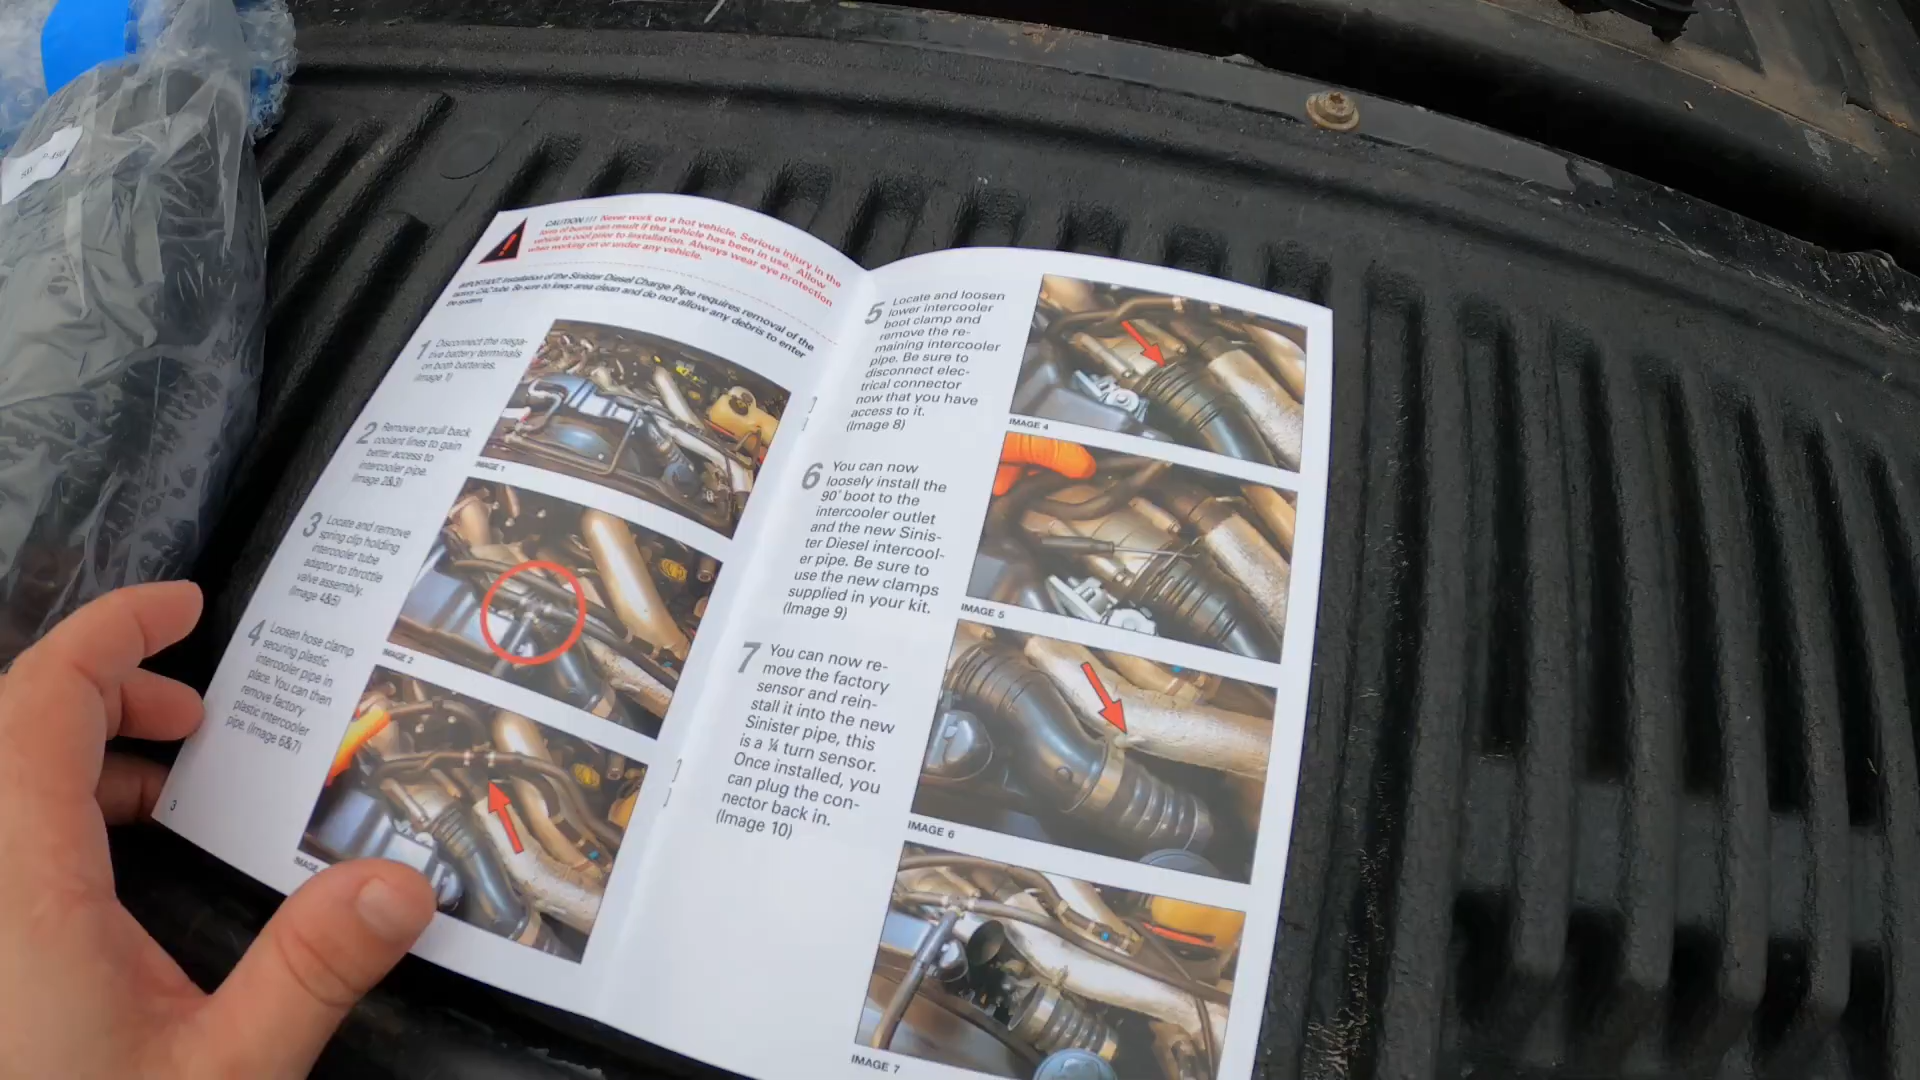 CAUTION!!! Never work on a hot vehicle. Serious injury in the
form of burns can result if the vehicle has been in use. Allow
vehicle to cool prior to installation. Always wear eye protection
when working on or under any vehicle.
IMPORTANT! Installation of the Sinister Diesel Charge Pipe requires removal of the
factory CAC tube. Be sure to keep area clean and do not allow any debris to enter
the system.
1 Disconnect the nega-
tive battery terminals
on both batteries.
(Image 1)
2 Remove or pull back
coolant lines to gain
better access to
intercooler pipe.
(Image 2&3)
3 Locate and remove
spring clip holding
intercooler tube
adaptor to throttle
valve assembly.
(Image 4&5)
4 Loosen hose clamp
securing plastic
intercooler pipe in
place. You can then
remove factory
plastic intercooler
pipe. (Image 6&7)
IMAGE 1
IMAGE 2
IMAGE
3
5 Locate and loosen
lower intercooler
boot clamp and
remove the re-
maining intercooler
pipe. Be sure to
disconnect elec-
trical connector
now that you have
access to it.
(Image 8)
6 You can now
loosely install the
90° boot to the
intercooler outlet
and the new Sinis-
ter Diesel intercool-
er pipe. Be sure to
use the new clamps
supplied in your kit.
(Image 9)
7 You can now re-
move the factory
sensor and rein-
stall it into the new
Sinister pipe, this
is a ¼ turn sensor.
Once installed, you
can plug the con-
nector back in.
(Image 10)
IMAGE 4
IMAGE 5
IMAGE 6
IMAGE 7